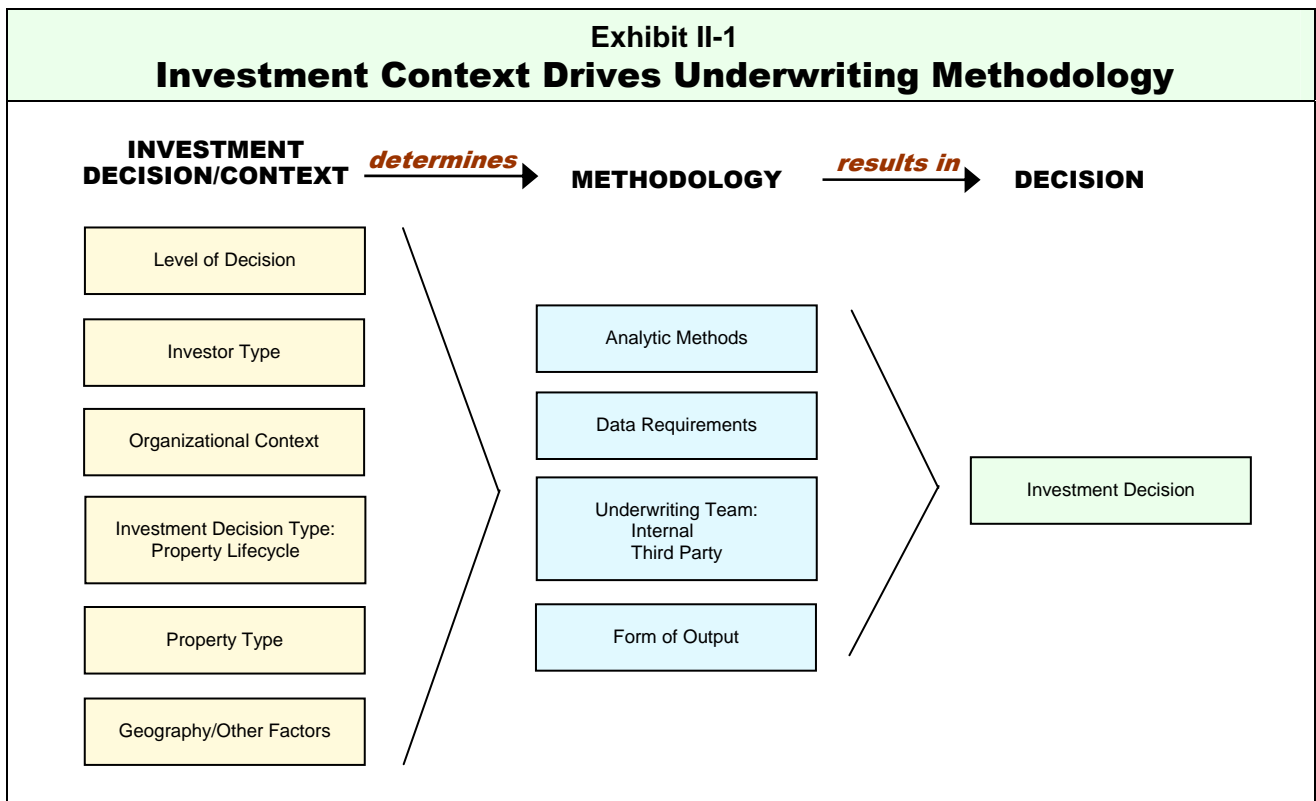 Exhibit II-1
Investment Context Drives Underwriting Methodology
INVESTMENT
DECISION/CONTEXT
determines
METHODOLOGY
results in
DECISION
Level of Decision
Investor Type
Organizational Context
Investment Decision Type:
Property Lifecycle
Property Type
Geography/Other Factors
Analytic Methods
Data Requirements
Underwriting Team:
Internal
Third Party
Form of Output
Investment Decision